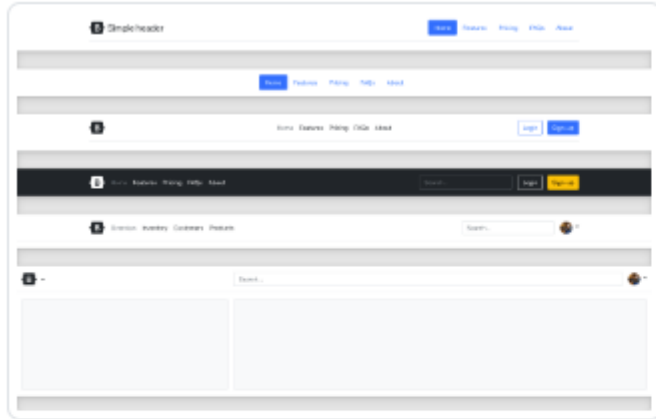 Simple header Home Features Pricing FAQs About
Home Features Pricing FAQs About
Home Features Pricing FAQs About Login Sign-up
Home Features Pricing FAQs About Search... Login Sign-up
Overview Inventory Customers Products Search...
Search...